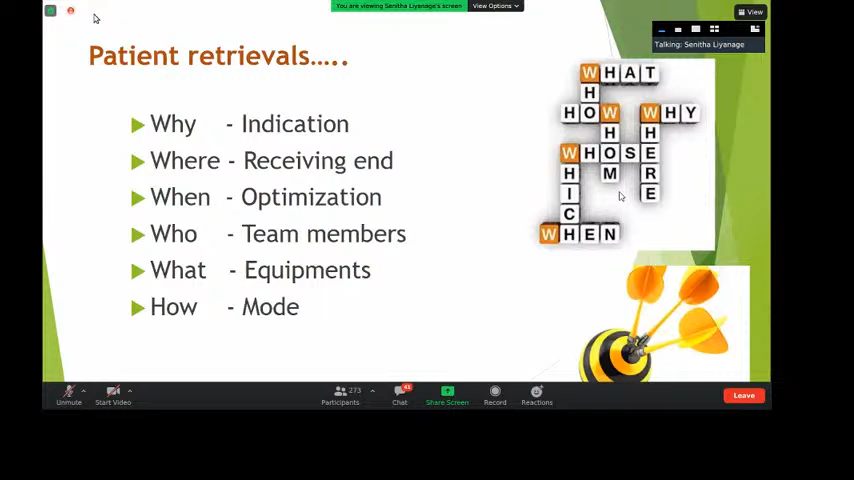 You are viewing Senitha Liyanage's screen
View Options
View
Talking: Senitha Liyanage
Patient retrievals…..
Why - Indication
Where - Receiving end
When - Optimization
Who - Team members
What - Equipments
How - Mode
WHAT
WHO
HOW
WHOM
WHY
WHERE
WHOSE
WHICH
WHEN
Unmute
Start Video
273
Participants
41
Chat
Share Screen
Record
Reactions
Leave